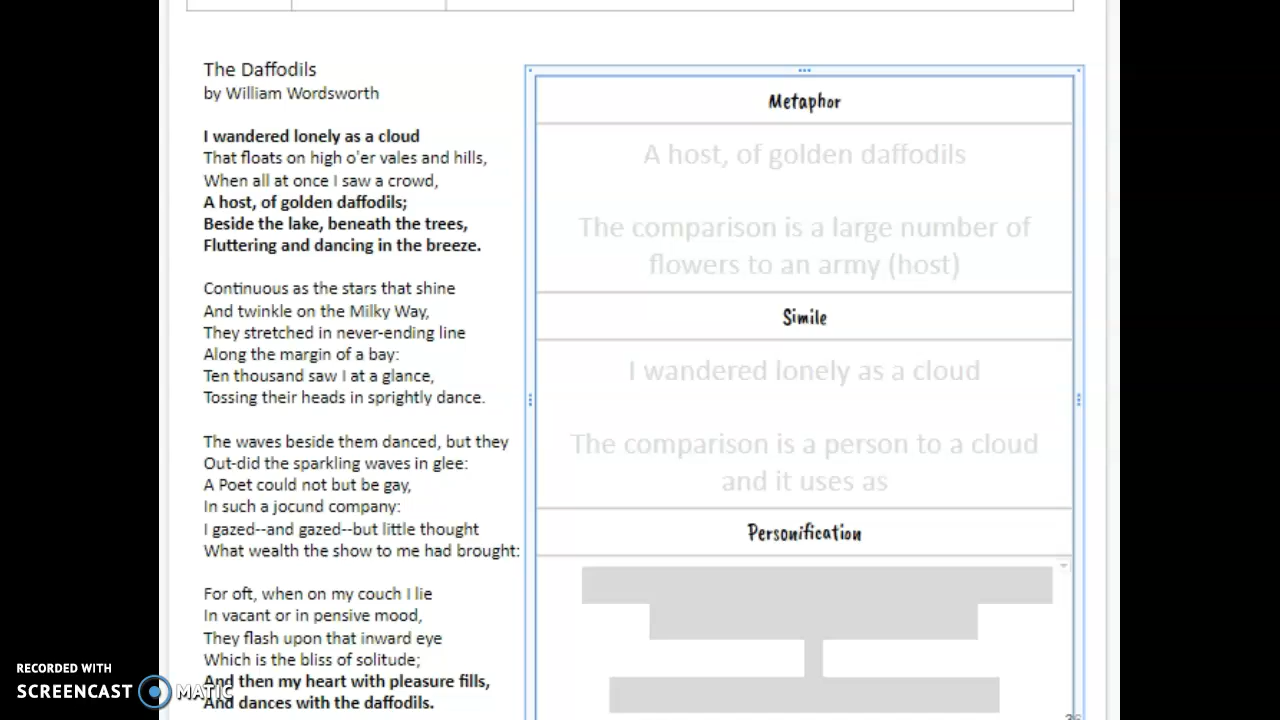 The Daffodils
by William Wordsworth
I wandered lonely as a cloud
That floats on high o'er vales and hills,
When all at once I saw a crowd,
A host, of golden daffodils;
Beside the lake, beneath the trees,
Fluttering and dancing in the breeze.
Continuous as the stars that shine
And twinkle on the Milky Way,
They stretched in never-ending line
Along the margin of a bay:
Ten thousand saw I at a glance,
Tossing their heads in sprightly dance.
The waves beside them danced, but they
Out-did the sparkling waves in glee:
A Poet could not but be gay,
In such a jocund company:
I gazed--and gazed--but little thought
What wealth the show to me had brought:
For oft, when on my couch I lie
In vacant or in pensive mood,
They flash upon that inward eye
Which is the bliss of solitude;
And then my heart with pleasure fills,
And dances with the daffodils.
Metaphor
A host, of golden daffodils
The comparison is a large number of
flowers to an army (host)
Simile
I wandered lonely as a cloud
The comparison is a person to a cloud
and it uses as
Personification
RECORDED WITH
SCREENCAST MATIC